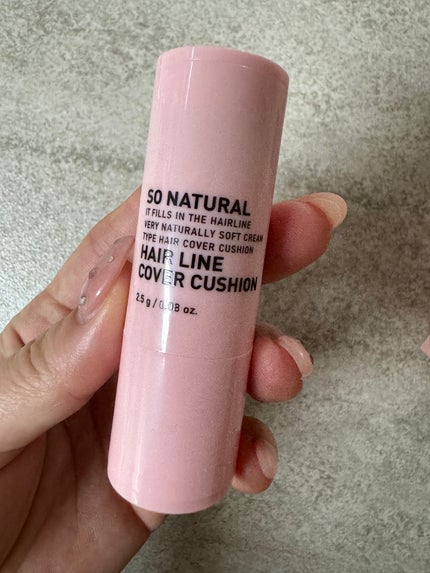 SO NATURAL
IT FILLS IN THE HAIRLINE
VERY NATURALLY SOFT CREAM
TYPE HAIR COVER CUSHION
HAIR LINE
COVER CUSHION
2.5 g / 0.08 oz.